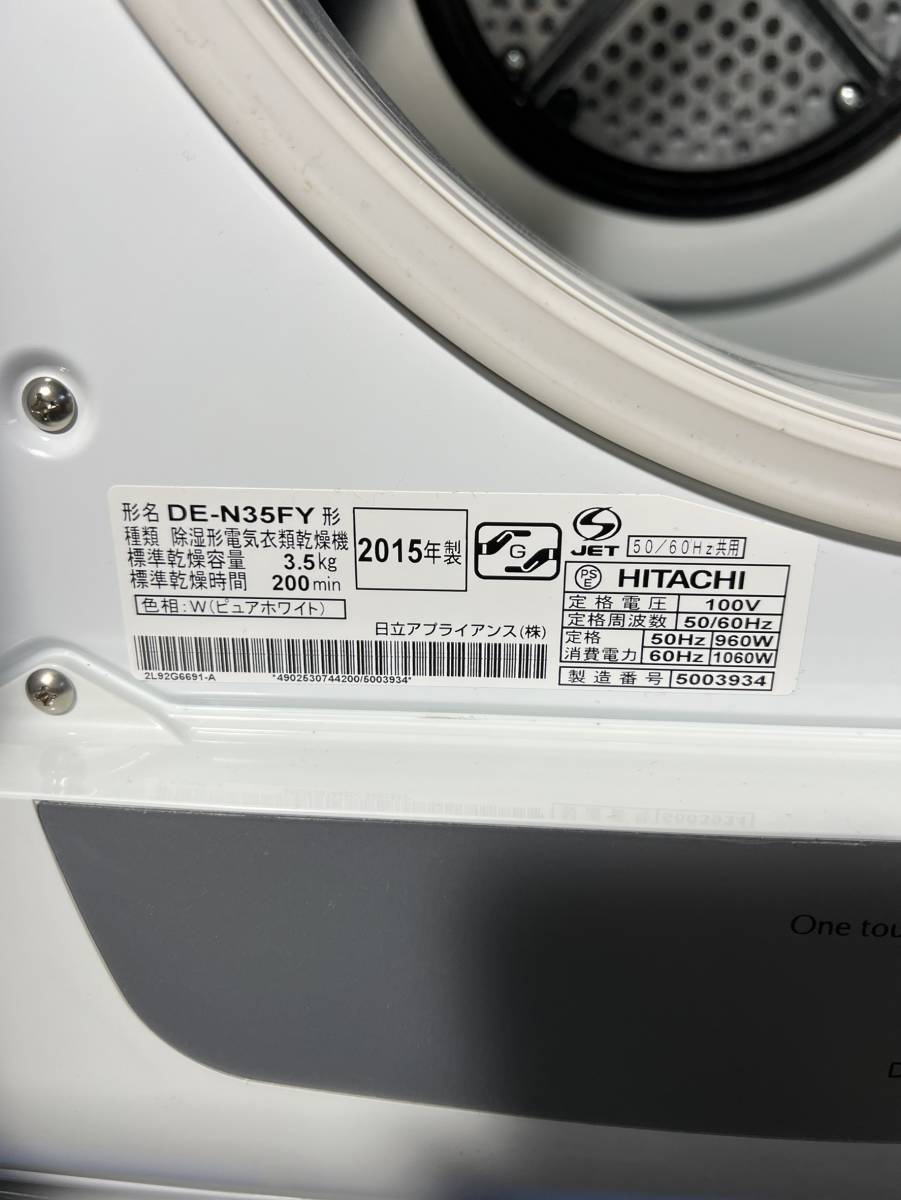 形名 DE-N35FY 形
種類 除湿形電気衣類乾燥機
標準乾燥容量 3.5kg
標準乾燥時間 200min
色相:W(ピュアホワイト)
2015年製
G
JET
50/60Hz共用
日立アプライアンス(株)
2L92G6691-A
*4902530744200/5003934*
PS E HITACHI
定格電圧 100V
定格周波数 50/60Hz
定格消費電力 50Hz 960W
60Hz 1060W
製造番号 5003934
One tou
D